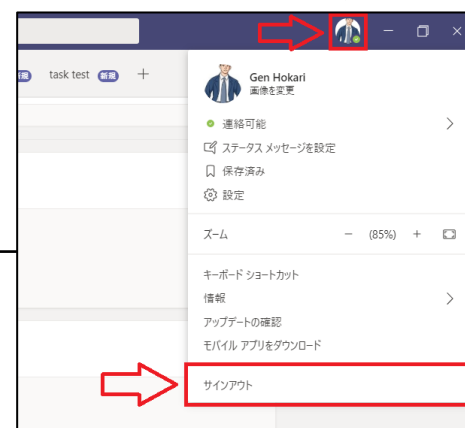 新規
task test 新規 +
Gen Hokari
画像を変更
連絡可能
ステータス メッセージを設定
保存済み
設定
ズーム － (85%) +
キーボード ショートカット
情報
アップデートの確認
モバイル アプリをダウンロード
サインアウト